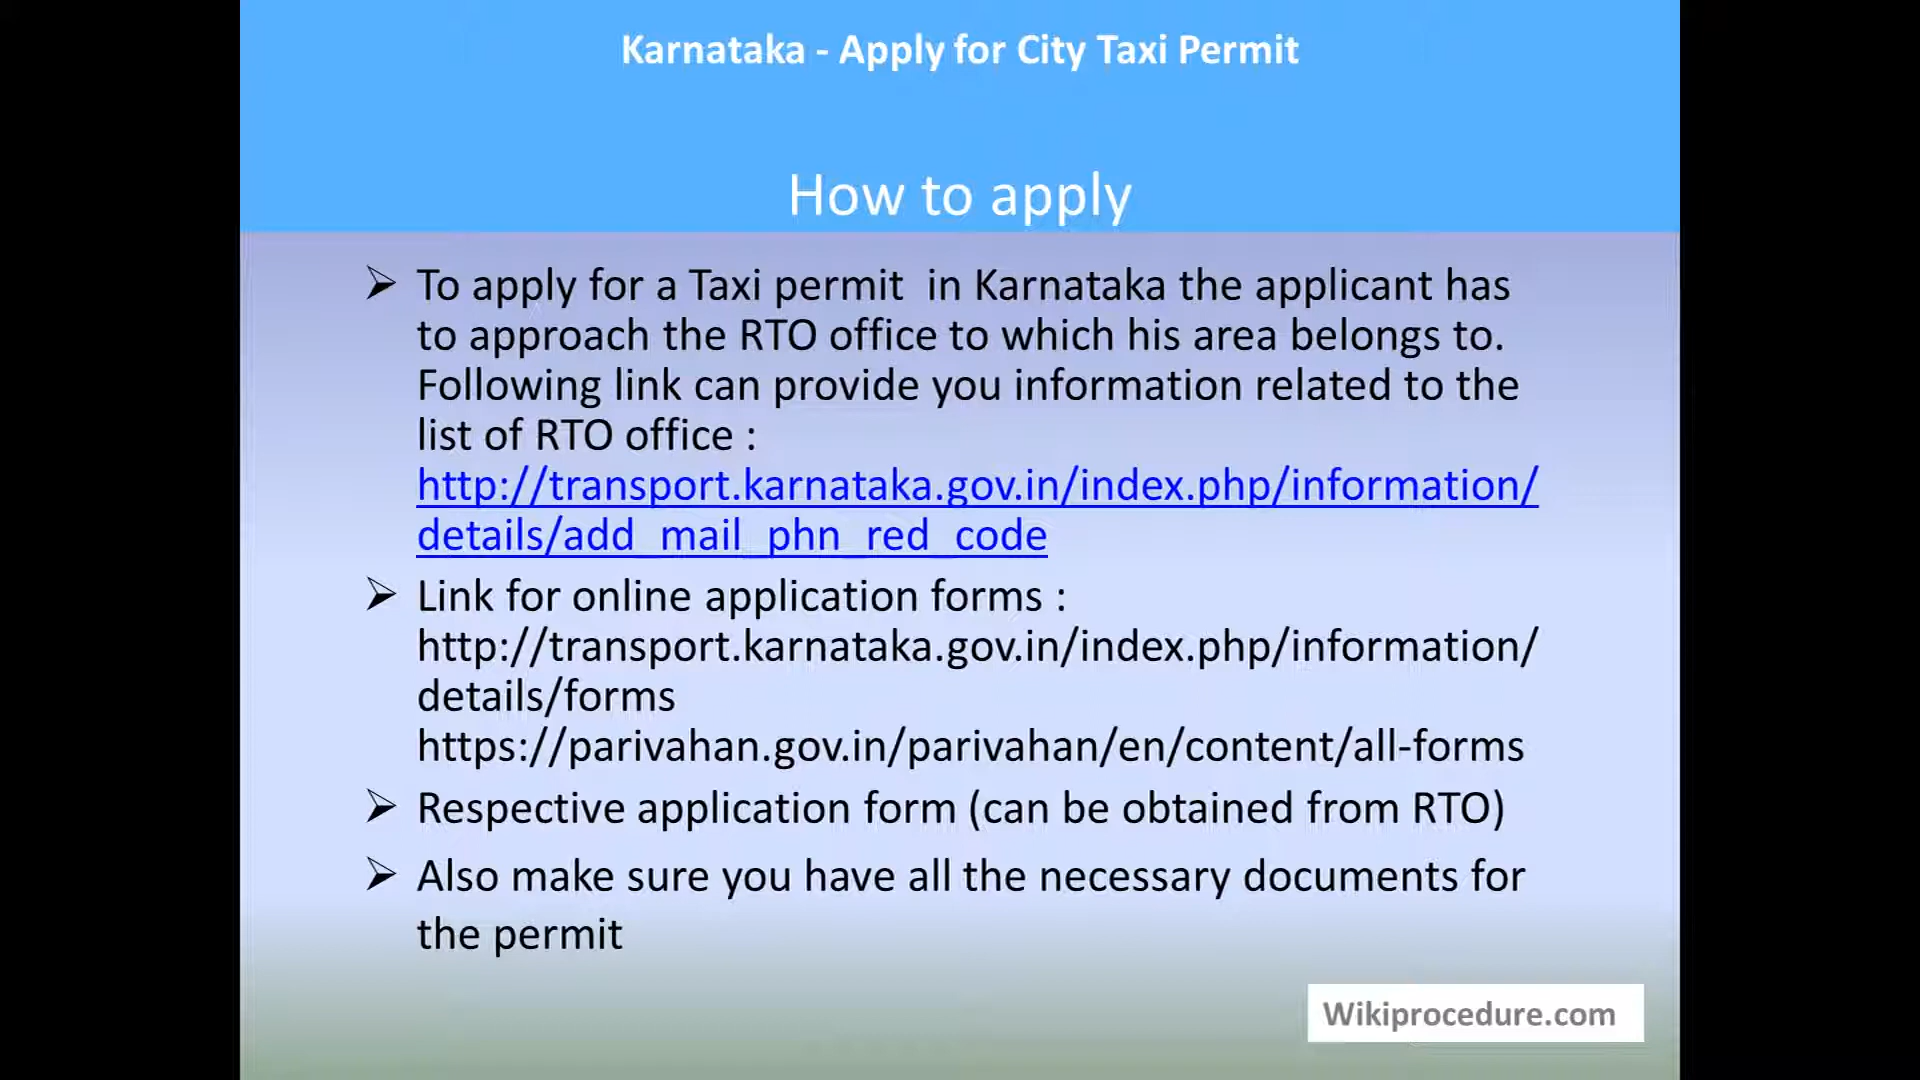 Karnataka - Apply for City Taxi Permit
How to apply
➢ To apply for a Taxi permit  in Karnataka the applicant has
to approach the RTO office to which his area belongs to.
Following link can provide you information related to the
list of RTO office :
http://transport.karnataka.gov.in/index.php/information/
details/add_mail_phn_red_code
➢ Link for online application forms :
http://transport.karnataka.gov.in/index.php/information/
details/forms
https://parivahan.gov.in/parivahan/en/content/all-forms
➢ Respective application form (can be obtained from RTO)
➢ Also make sure you have all the necessary documents for
the permit
Wikiprocedure.com